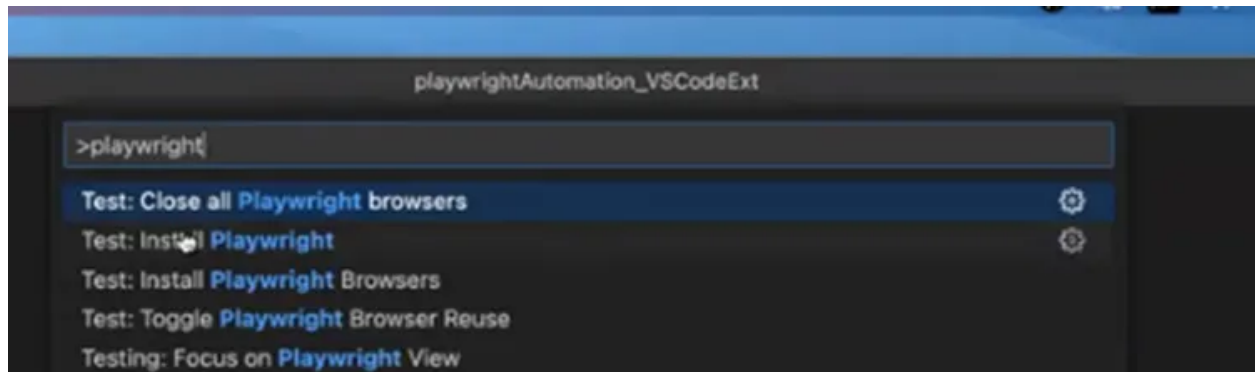 playwrightAutomation_VSCodeExt
>playwright
Test: Close all Playwright browsers
Test: Install Playwright
Test: Install Playwright Browsers
Test: Toggle Playwright Browser Reuse
Testing: Focus on Playwright View